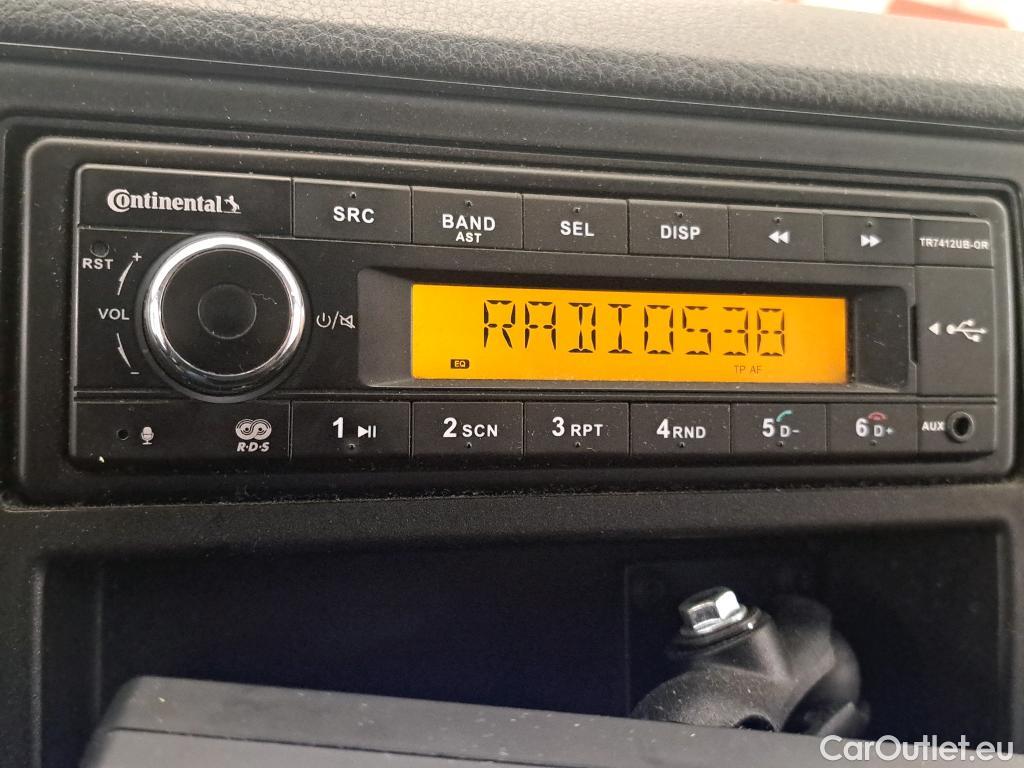 Continental
SRC
BAND
AST
SEL
DISP
TR7412UB-OR
RST
+
VOL
-
RADIO538
EQ
TP AF
R·D·S
1
2 SCN
3 RPT
4 RND
5 D-
6 D+
AUX
CarOutlet.eu